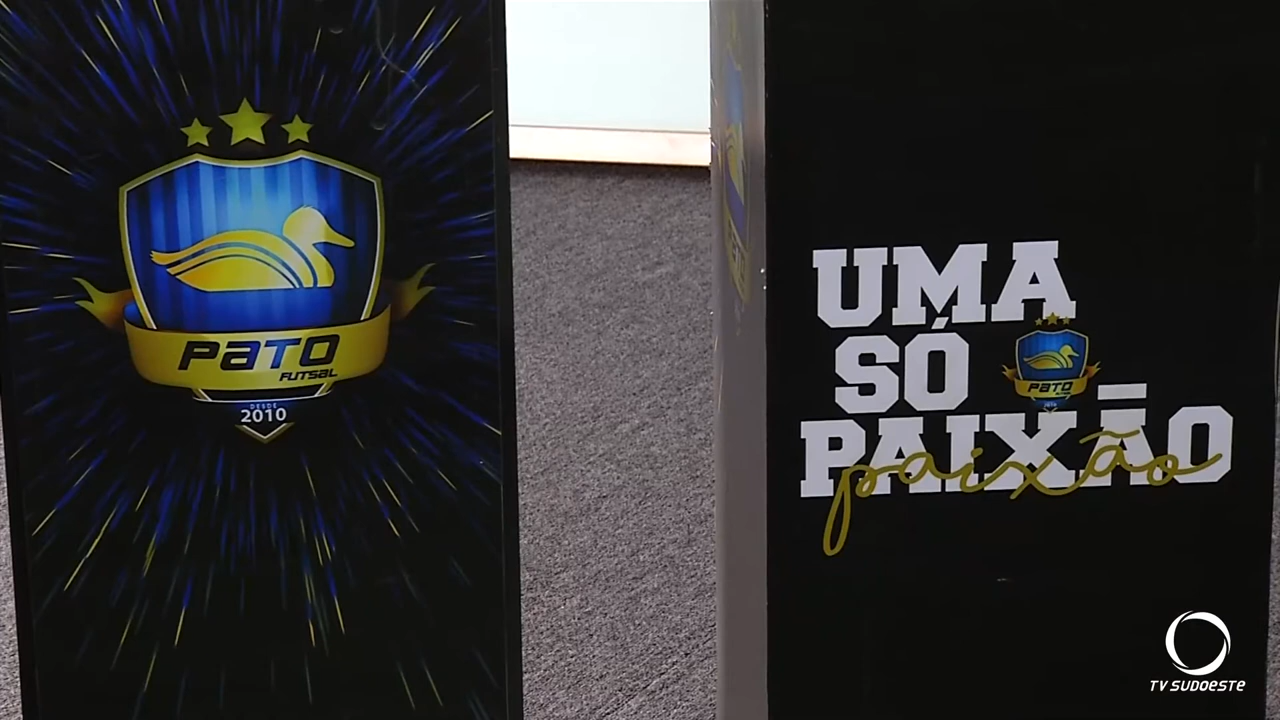 PATO
FUTSAL
DESDE
2010
UMA
SÓ
PATO
PAIXÃO
paixão
TV SUDOESTE